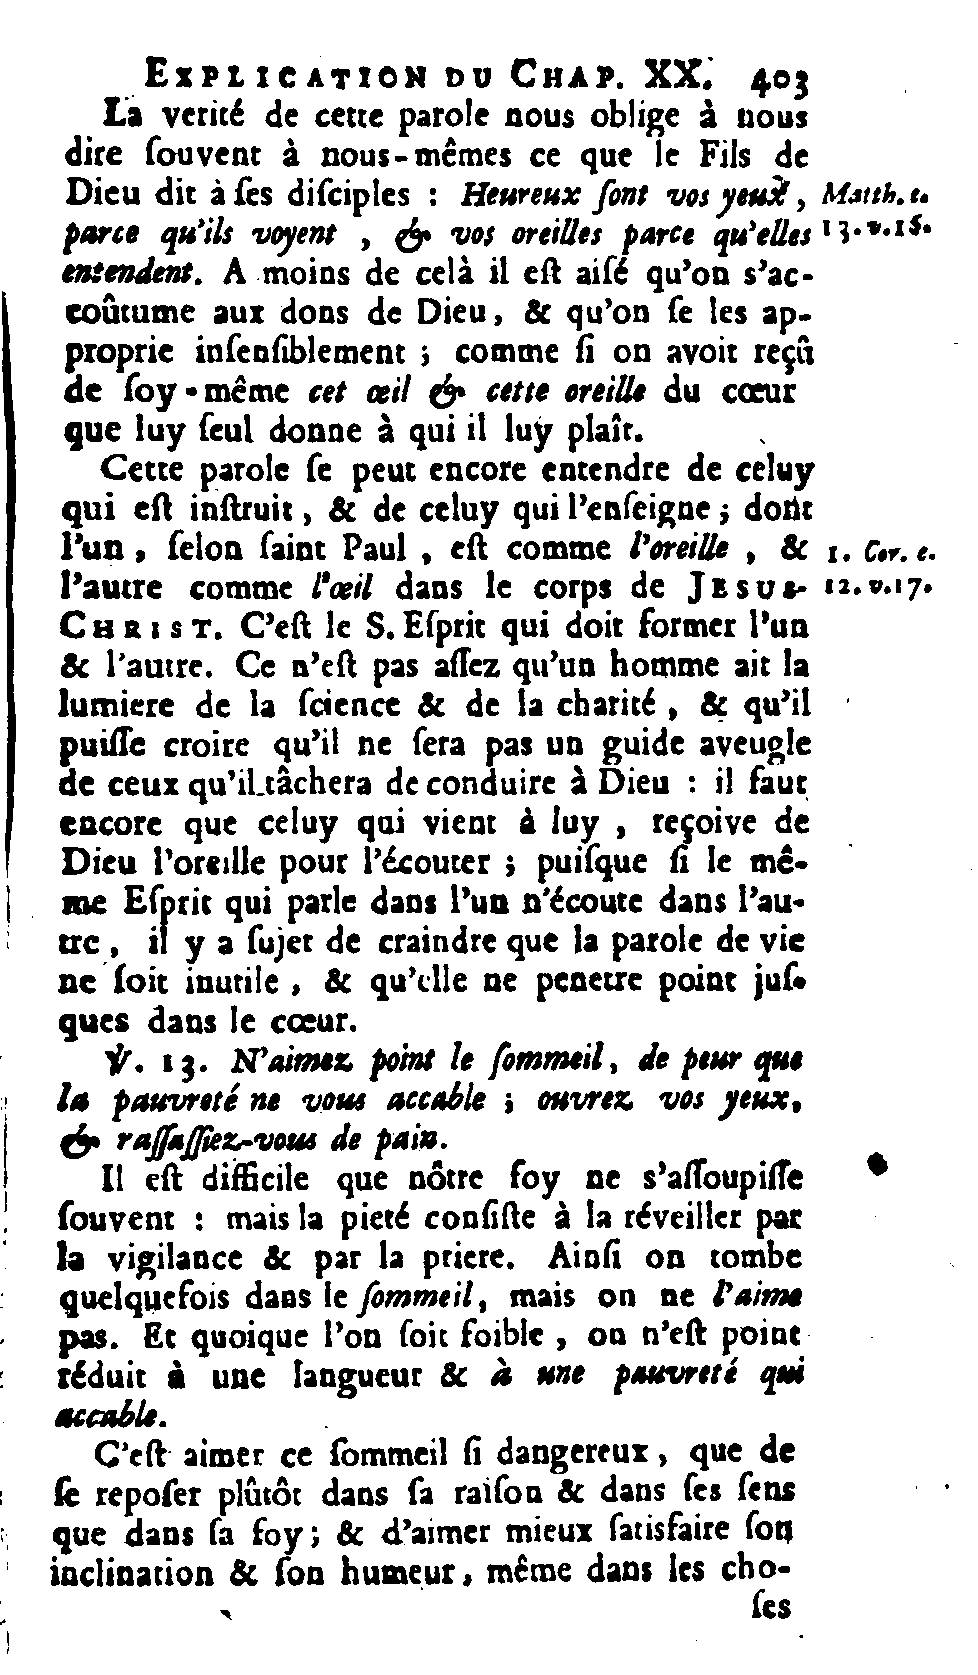 EXPLICATION DU CHAP. XX. 403
La verité de cette parole nous oblige à nous
dire ſouvent à nous-mêmes ce que le Fils de
Dieu dit à ſes diſciples : Heureux ſont vos yeux, Matth. c.
parce qu'ils voyent, & vos oreilles parce qu'elles 13. v. 16.
entendent. A moins de celà il eſt aiſé qu'on s'ac-
coûtume aux dons de Dieu, & qu'on ſe les ap-
proprie inſenſiblement ; comme ſi on avoit reçû
de ſoy-même cet œil & cette oreille du cœur
que luy ſeul donne à qui il luy plaît.
Cette parole ſe peut encore entendre de celuy
qui eſt inſtruit, & de celuy qui l'enſeigne ; dont
l'un, ſelon ſaint Paul, eſt comme l'oreille, & 1. Cor. c.
l'autre comme l'œil dans le corps de JESUS- 12. v. 17.
CHRIST. C'eſt le S. Eſprit qui doit former l'un
& l'autre. Ce n'eſt pas aſſez qu'un homme ait la
lumiere de la ſcience & de la charité, & qu'il
puiſſe croire qu'il ne ſera pas un guide aveugle
de ceux qu'il tâchera de conduire à Dieu : il faut
encore que celuy qui vient à luy, reçoive de
Dieu l'oreille pour l'écouter ; puiſque ſi le mê-
me Eſprit qui parle dans l'un n'écoute dans l'au-
tre, il y a ſujet de craindre que la parole de vie
ne ſoit inutile, & qu'elle ne penetre point juſ-
ques dans le cœur.
℣. 13. N'aimez point le ſommeil, de peur que
la pauvreté ne vous accable ; ouvrez vos yeux,
& raſſaſſiez-vous de pain.
Il eſt difficile que nôtre foy ne s'aſſoupiſſe
ſouvent : mais la pieté conſiſte à la réveiller par
la vigilance & par la priere. Ainſi on tombe
quelquefois dans le ſommeil, mais on ne l'aime
pas. Et quoique l'on ſoit foible, on n'eſt point
réduit à une langueur & à une pauvreté qui
accable.
C'eſt aimer ce ſommeil ſi dangereux, que de
ſe repoſer plûtôt dans ſa raiſon & dans ſes ſens
que dans ſa foy ; & d'aimer mieux ſatisfaire ſon
inclination & ſon humeur, même dans les cho-
ſes